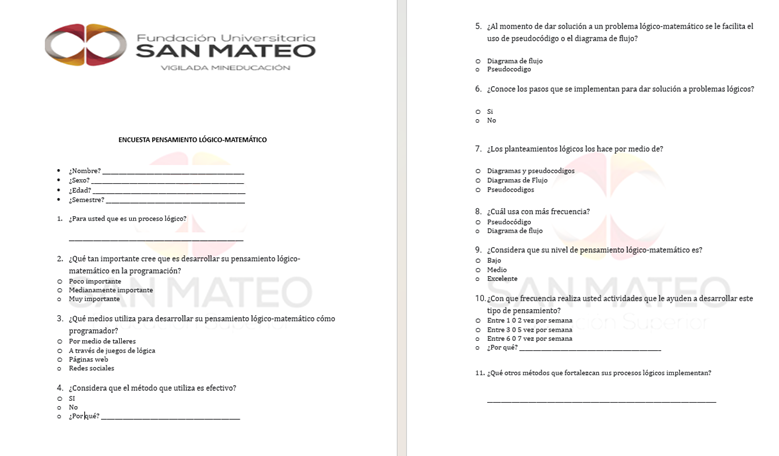 Fundación Universitaria
SAN MATEO
VIGILADA MINEDUCACIÓN
ENCUESTA PENSAMIENTO LÓGICO-MATEMÁTICO
¿Nombre?
¿Sexo?
¿Edad?
¿Semestre?
1. ¿Para usted que es un proceso lógico?
2. ¿Qué tan importante cree que es desarrollar su pensamiento lógico-
matemático en la programación?
Poco importante
Medianamente importante
Muy importante
3. ¿Qué medios utiliza para desarrollar su pensamiento lógico-matemático cómo
programador?
Por medio de talleres
A través de juegos de lógica
Páginas web
Redes sociales
4. ¿Considera que el método que utiliza es efectivo?
Si
No
¿Por qué?
SAN MATEO
5. ¿Al momento de dar solución a un problema lógico-matemático se le facilita el
uso de pseudocódigo o el diagrama de flujo?
Diagrama de flujo
Pseudocodigo
6. ¿Conoce los pasos que se implementan para dar solución a problemas lógicos?
Si
No
7. ¿Los planteamientos lógicos los hace por medio de?
Diagramas y pseudocodigos
Diagramas de Flujo
Pseudocodigos
8. ¿Cuál usa con más frecuencia?
Pseudocódigo
Diagrama de flujo
9. ¿Considera que su nivel de pensamiento lógico-matemático es?
Bajo
Medio
Excelente
10. ¿Con que frecuencia realiza usted actividades que le ayuden a desarrollar este
tipo de pensamiento?
Entre 1 0 2 vez por semana
Entre 3 0 5 vez por semana
Entre 6 0 7 vez por semana
¿Por qué?
11. ¿Qué otros métodos que fortalezcan sus procesos lógicos implementan?
SAN MATEO